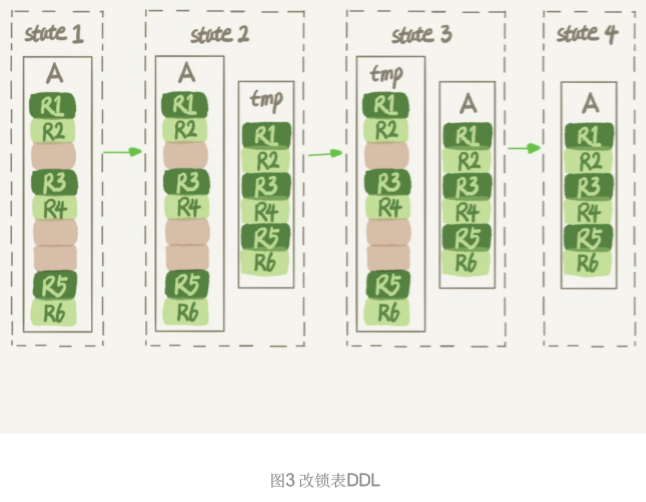 state 1
A
R1
R2
R3
R4
R5
R6
state 2
A
R1
R2
R3
R4
R5
R6
tmp
R1
R2
R3
R4
R5
R6
state 3
tmp
R1
R2
R3
R4
R5
R6
A
R1
R2
R3
R4
R5
R6
state 4
A
R1
R2
R3
R4
R5
R6
图3 改锁表DDL